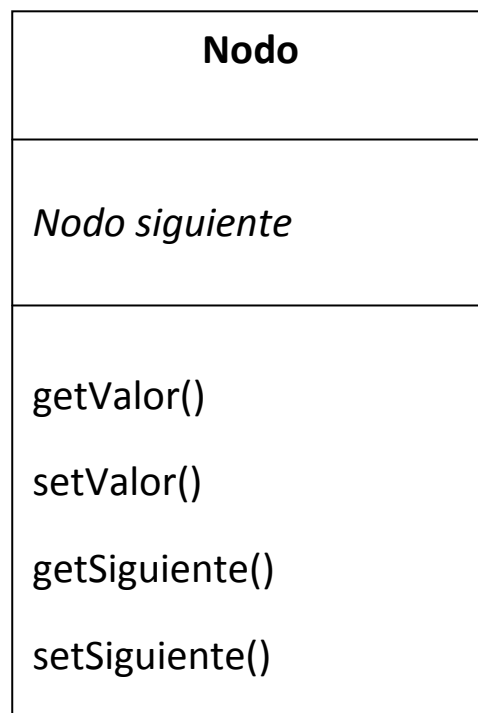 Nodo
Nodo siguiente
getValor()
setValor()
getSiguiente()
setSiguiente()